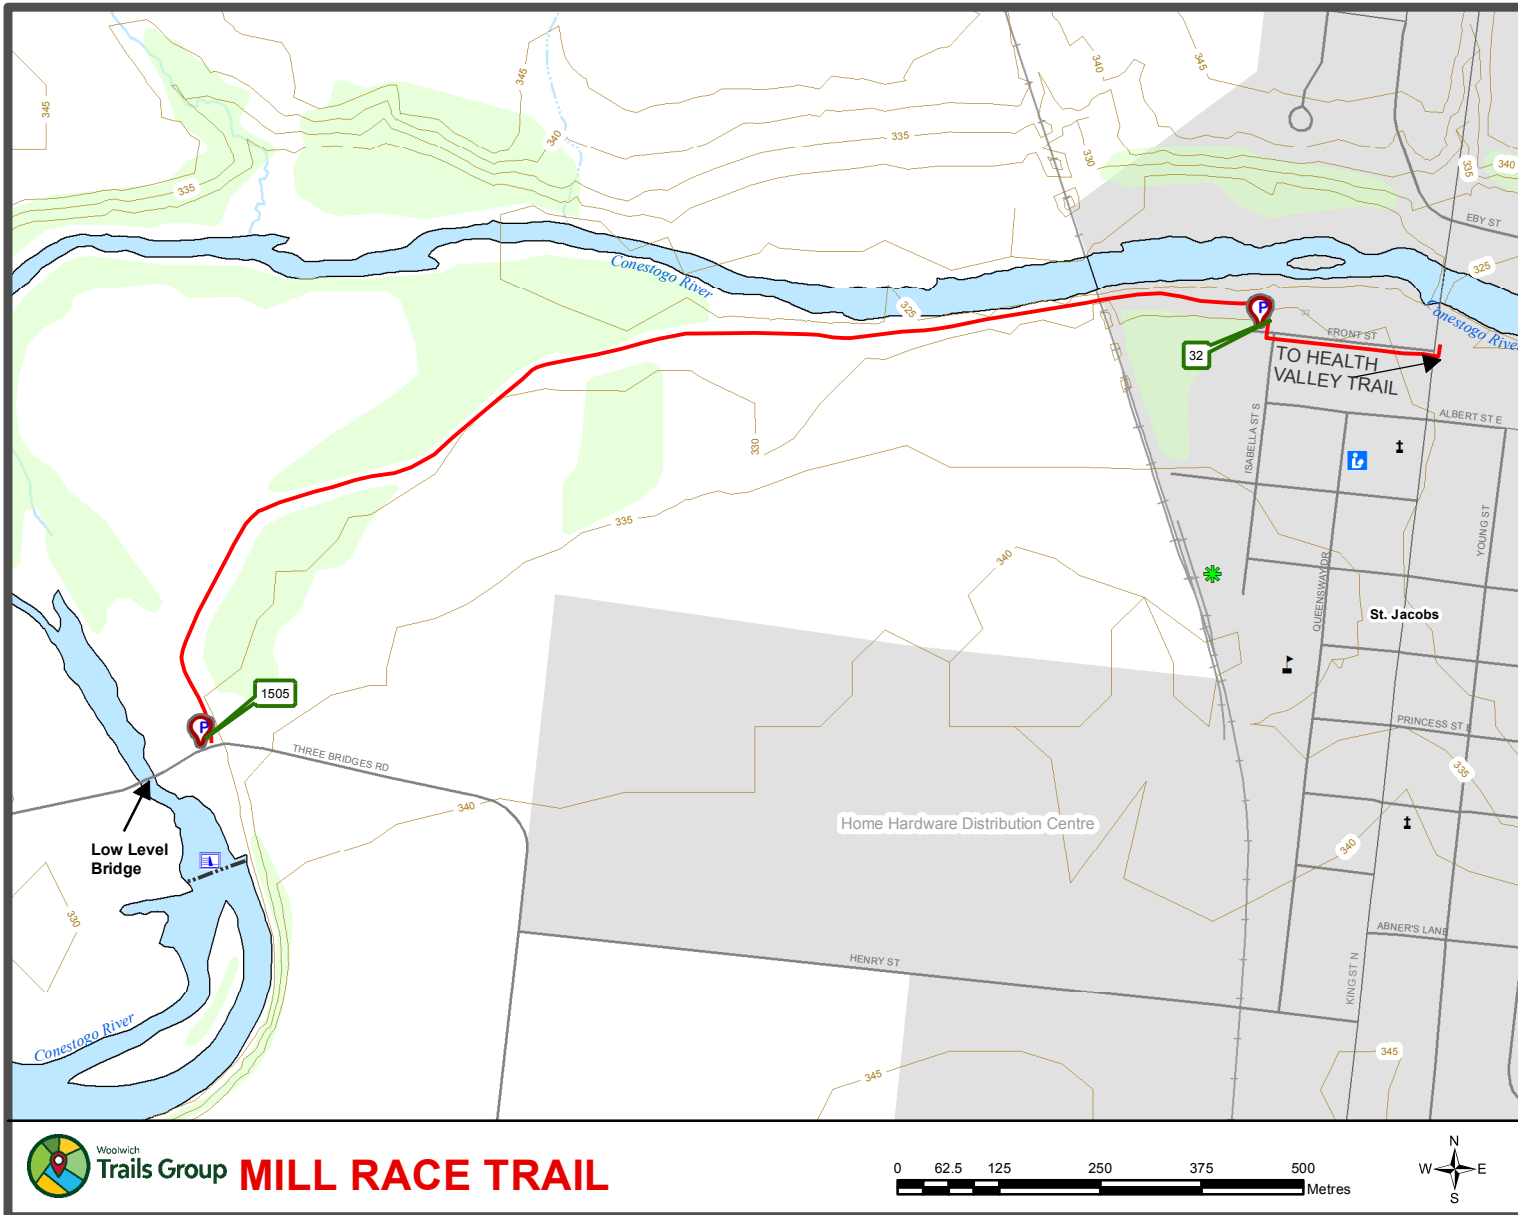 345
345
340
345
335
340
330
335
340
335
340
335
EBY ST
325
Conestogo River
325
Conestogo River
P
32
FRONT ST
32
TO HEALTH
VALLEY TRAIL
ALBERT ST E
330
ISABELLA ST S
335
YOUNG ST
340
QUEENSWAY DR
St. Jacobs
1505
P
THREE BRIDGES RD
PRINCESS ST E
335
340
Home Hardware Distribution Centre
340
Low Level
Bridge
330
ABNER'S LANE
HENRY ST
KING ST N
Conestogo River
345
345
Woolwich
Trails Group
MILL RACE TRAIL
0 62.5 125 250 375 500
Metres
N
W E
S